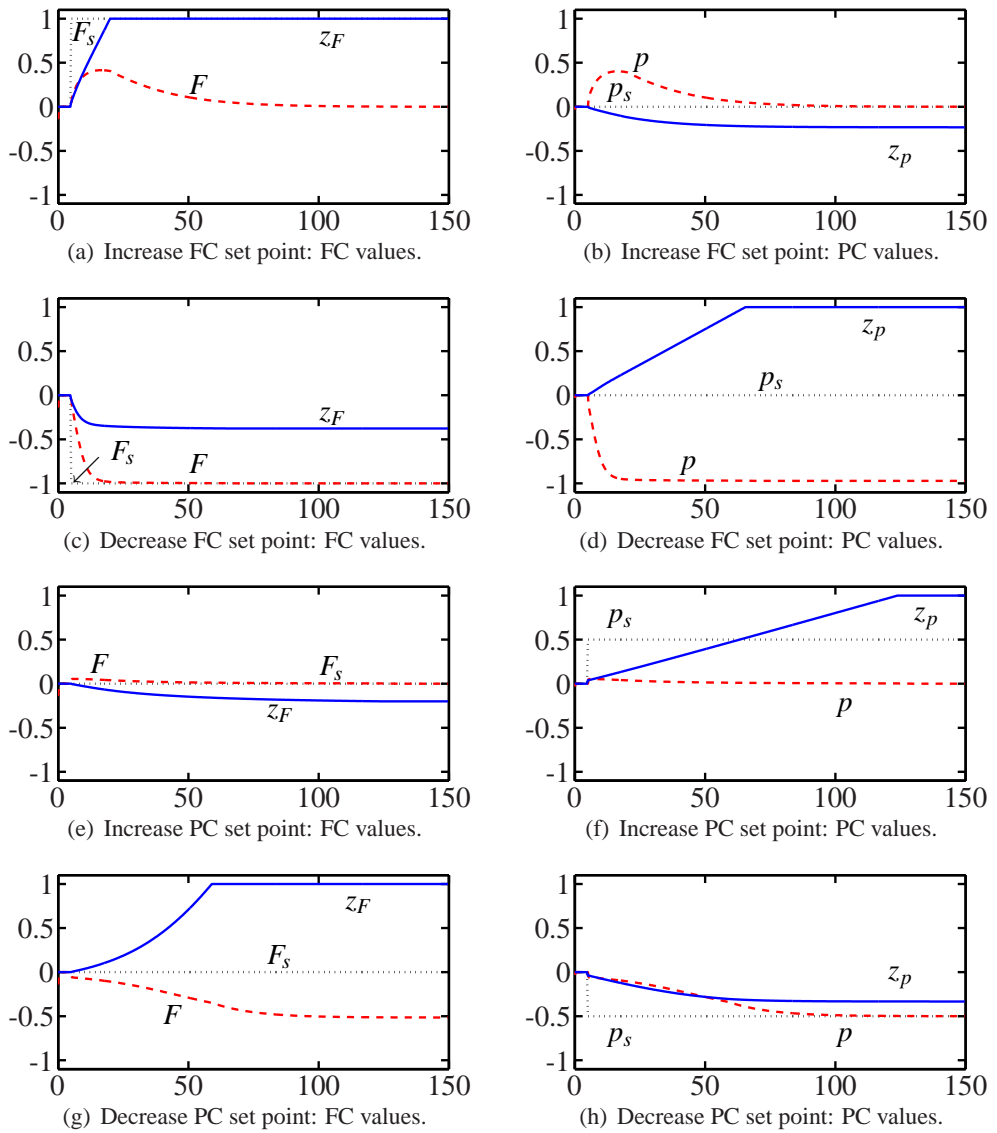 1
0.5
0
-0.5
-1
F_s
z_F
F
0 50 100 150
(a) Increase FC set point: FC values.
1
0.5
0
-0.5
-1
p
p_s
z_p
0 50 100 150
(b) Increase FC set point: PC values.
1
0.5
0
-0.5
-1
z_F
F_s
F
0 50 100 150
(c) Decrease FC set point: FC values.
1
0.5
0
-0.5
-1
z_p
p_s
p
0 50 100 150
(d) Decrease FC set point: PC values.
1
0.5
0
-0.5
-1
F
F_s
z_F
0 50 100 150
(e) Increase PC set point: FC values.
1
0.5
0
-0.5
-1
p_s
z_p
p
0 50 100 150
(f) Increase PC set point: PC values.
1
0.5
0
-0.5
-1
z_F
F_s
F
0 50 100 150
(g) Decrease PC set point: FC values.
1
0.5
0
-0.5
-1
z_p
p_s
p
0 50 100 150
(h) Decrease PC set point: PC values.